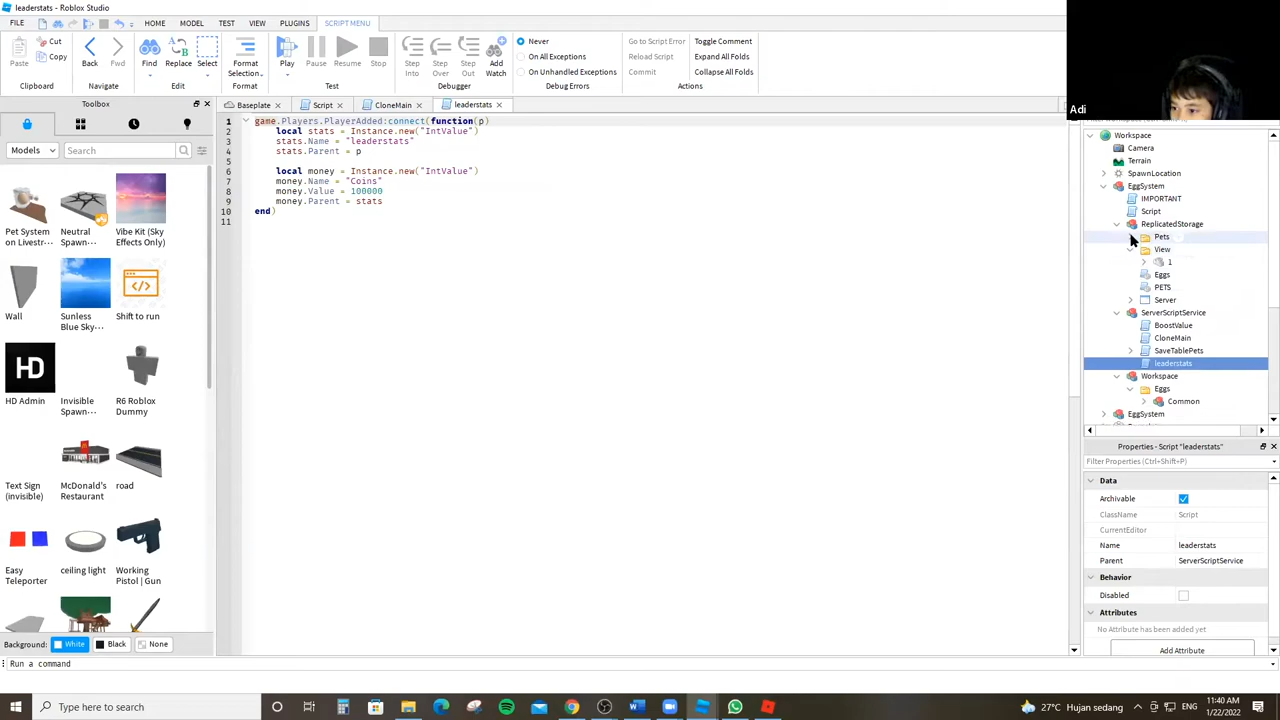 leaderstats - Roblox Studio
FILE HOME MODEL TEST VIEW PLUGINS SCRIPT MENU
Paste Cut Copy
Clipboard
Back Fwd
Navigate
Find Replace Select
Edit
Format Selection...
Format
Play Pause Resume Stop
Test
Step Into Step Over Step Out Add Watch
Debugger
Never
On All Exceptions
On Unhandled Exceptions
Debug Errors
Go to Script Error
Reload Script
Commit
Toggle Comment
Expand All Folds
Collapse All Folds
Actions
Adi
Toolbox
Models Search
Pet System on Livestr...
Neutral Spawn...
Vibe Kit (Sky Effects Only)
Wall
Sunless Blue Sky...
Shift to run
HD
HD Admin
Invisible Spawn...
R6 Roblox Dummy
Text Sign (invisible)
McDonald's Restaurant
road
Easy Teleporter
ceiling light
Working Pistol | Gun
Background: White Black None
Run a command
Baseplate Script CloneMain leaderstats
1 game.Players.PlayerAdded:connect(function(p)
2 local stats = Instance.new("IntValue")
3 stats.Name = "leaderstats"
4 stats.Parent = p
5
6 local money = Instance.new("IntValue")
7 money.Name = "Coins"
8 money.Value = 100000
9 money.Parent = stats
10 end)
11
Workspace
Camera
Terrain
SpawnLocation
EggSystem
IMPORTANT
Script
ReplicatedStorage
Pets
View
1
Eggs
PETS
Server
ServerScriptService
BoostValue
CloneMain
SaveTablePets
leaderstats
Workspace
Eggs
Common
EggSystem
Properties - Script "leaderstats"
Filter Properties (Ctrl+Shift+P)
Data
Archivable
ClassName Script
CurrentEditor
Name leaderstats
Parent ServerScriptService
Behavior
Disabled
Attributes
No Attribute has been added yet
Add Attribute
Type here to search
27°C Hujan sedang
11:40 AM
1/22/2022